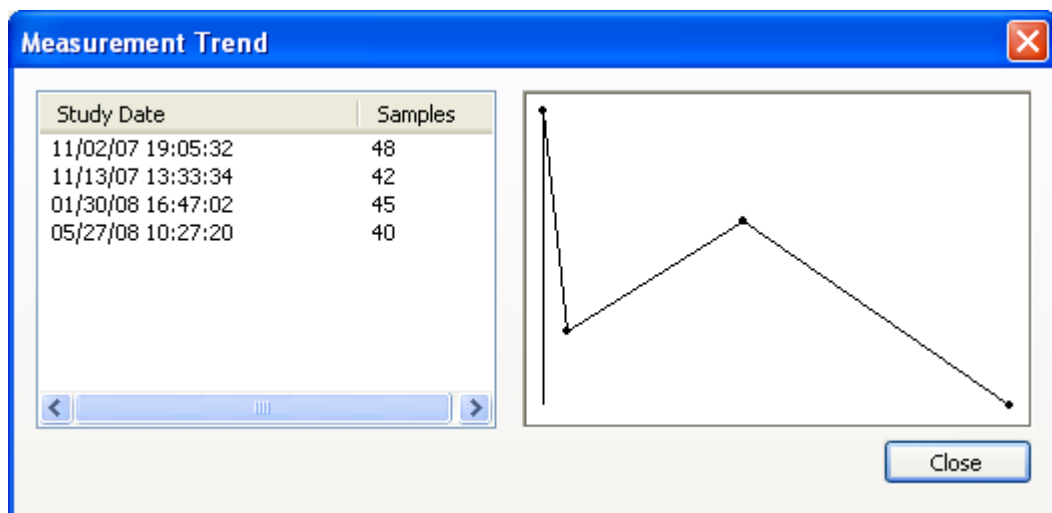 Measurement Trend
Study Date Samples
11/02/07 19:05:32 48
11/13/07 13:33:34 42
01/30/08 16:47:02 45
05/27/08 10:27:20 40
Close